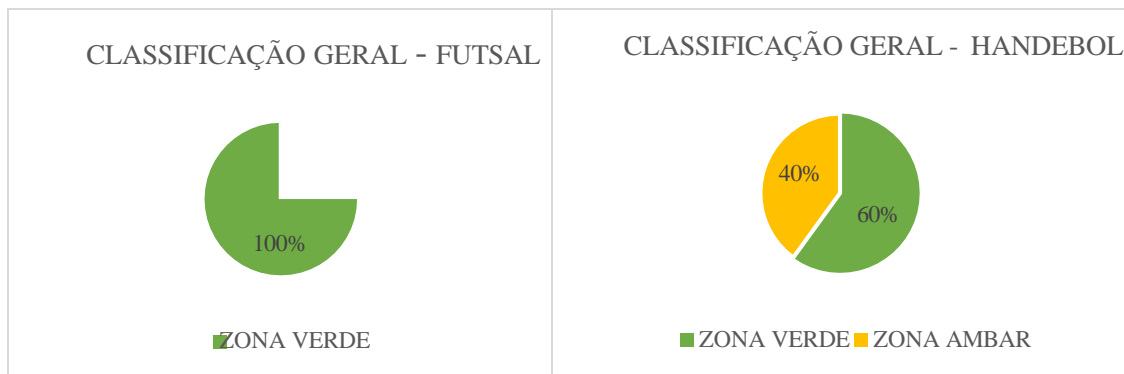 CLASSIFICAÇÃO GERAL - FUTSAL
100%
ZONA VERDE
CLASSIFICAÇÃO GERAL - HANDEBOL
40%
60%
ZONA VERDE ZONA AMBAR